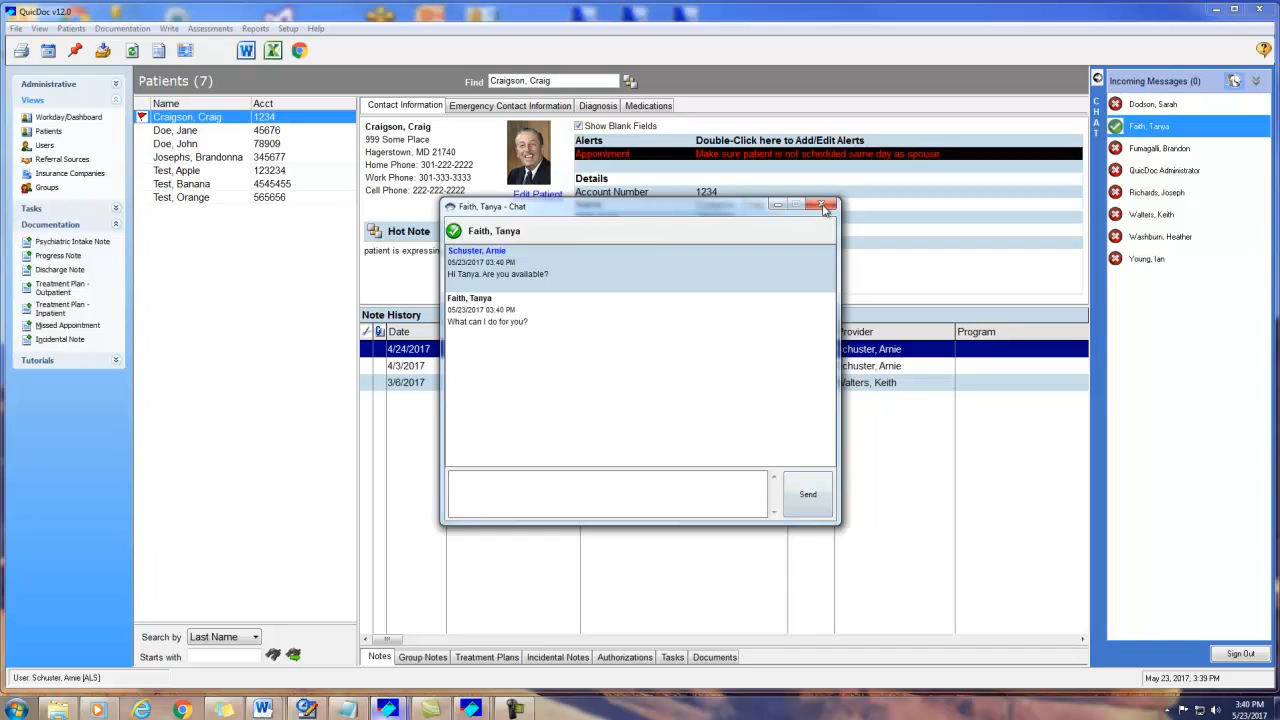 QuicDoc v12.0
File View Patients Documentation Write Assessments Reports Setup Help
Administrative
Views
Workday/Dashboard
Patients
Users
Referral Sources
Insurance Companies
Groups
Tasks
Documentation
Psychiatric Intake Note
Progress Note
Discharge Note
Treatment Plan -
Outpatient
Treatment Plan -
Inpatient
Missed Appointment
Incidental Note
Tutorials
Patients (7)
Find Craigson, Craig
Name Acct
Craigson, Craig 1234
Doe, Jane 45676
Doe, John 78909
Josephs, Brandonna 345677
Test, Apple 123234
Test, Banana 4545455
Test, Orange 565656
Search by Last Name
Starts with
Contact Information Emergency Contact Information Diagnosis Medications
Craigson, Craig
999 Some Place
Hagerstown, MD 21740
Home Phone: 301-222-2222
Work Phone: 301-333-3333
Cell Phone: 222-222-2222
Edit Patient
Show Blank Fields
Alerts Double-Click here to Add/Edit Alerts
Appointment Make sure patient is not scheduled same day as spouse
Details
Account Number 1234
Hot Note
patient is expressin
Note History
Date Provider Program
4/24/2017 Schuster, Arnie
4/3/2017 Schuster, Arnie
3/6/2017 Walters, Keith
Faith, Tanya - Chat
Faith, Tanya
Schuster, Arnie
05/23/2017 03:40 PM
Hi Tanya. Are you available?
Faith, Tanya
05/23/2017 03:40 PM
What can I do for you?
Send
Notes Group Notes Treatment Plans Incidental Notes Authorizations Tasks Documents
CHAT
Incoming Messages (0)
Dodson, Sarah
Faith, Tanya
Fumagalli, Brandon
QuicDoc Administrator
Richards, Joseph
Walters, Keith
Washburn, Heather
Young, Ian
Sign Out
User: Schuster, Arnie [ALS]
May 23, 2017, 3:39 PM
3:40 PM
5/23/2017